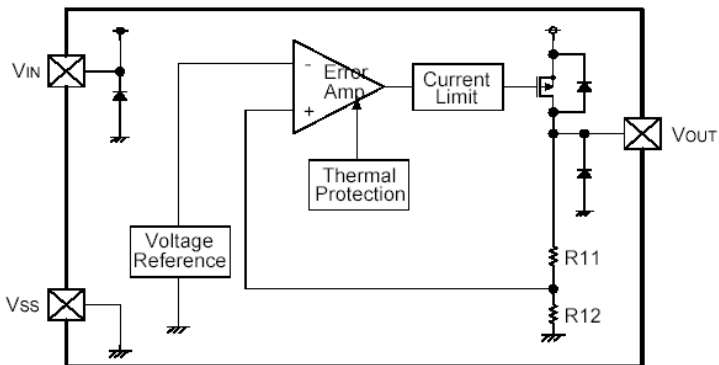 VIN
-
Error
Amp
+
Current
Limit
VOUT
Thermal
Protection
Voltage
Reference
R11
VSS
R12